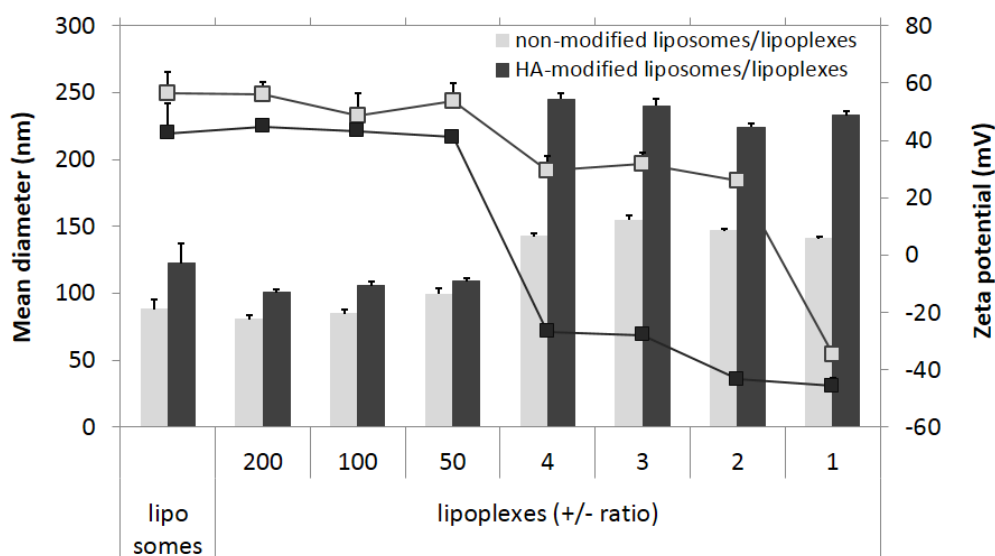 300
250
200
150
100
50
0
Mean diameter (nm)
non-modified liposomes/lipoplexes
HA-modified liposomes/lipoplexes
80
60
40
20
0
-20
-40
-60
Zeta potential (mV)
200 100 50 4 3 2 1
lipo
somes
lipoplexes (+/- ratio)